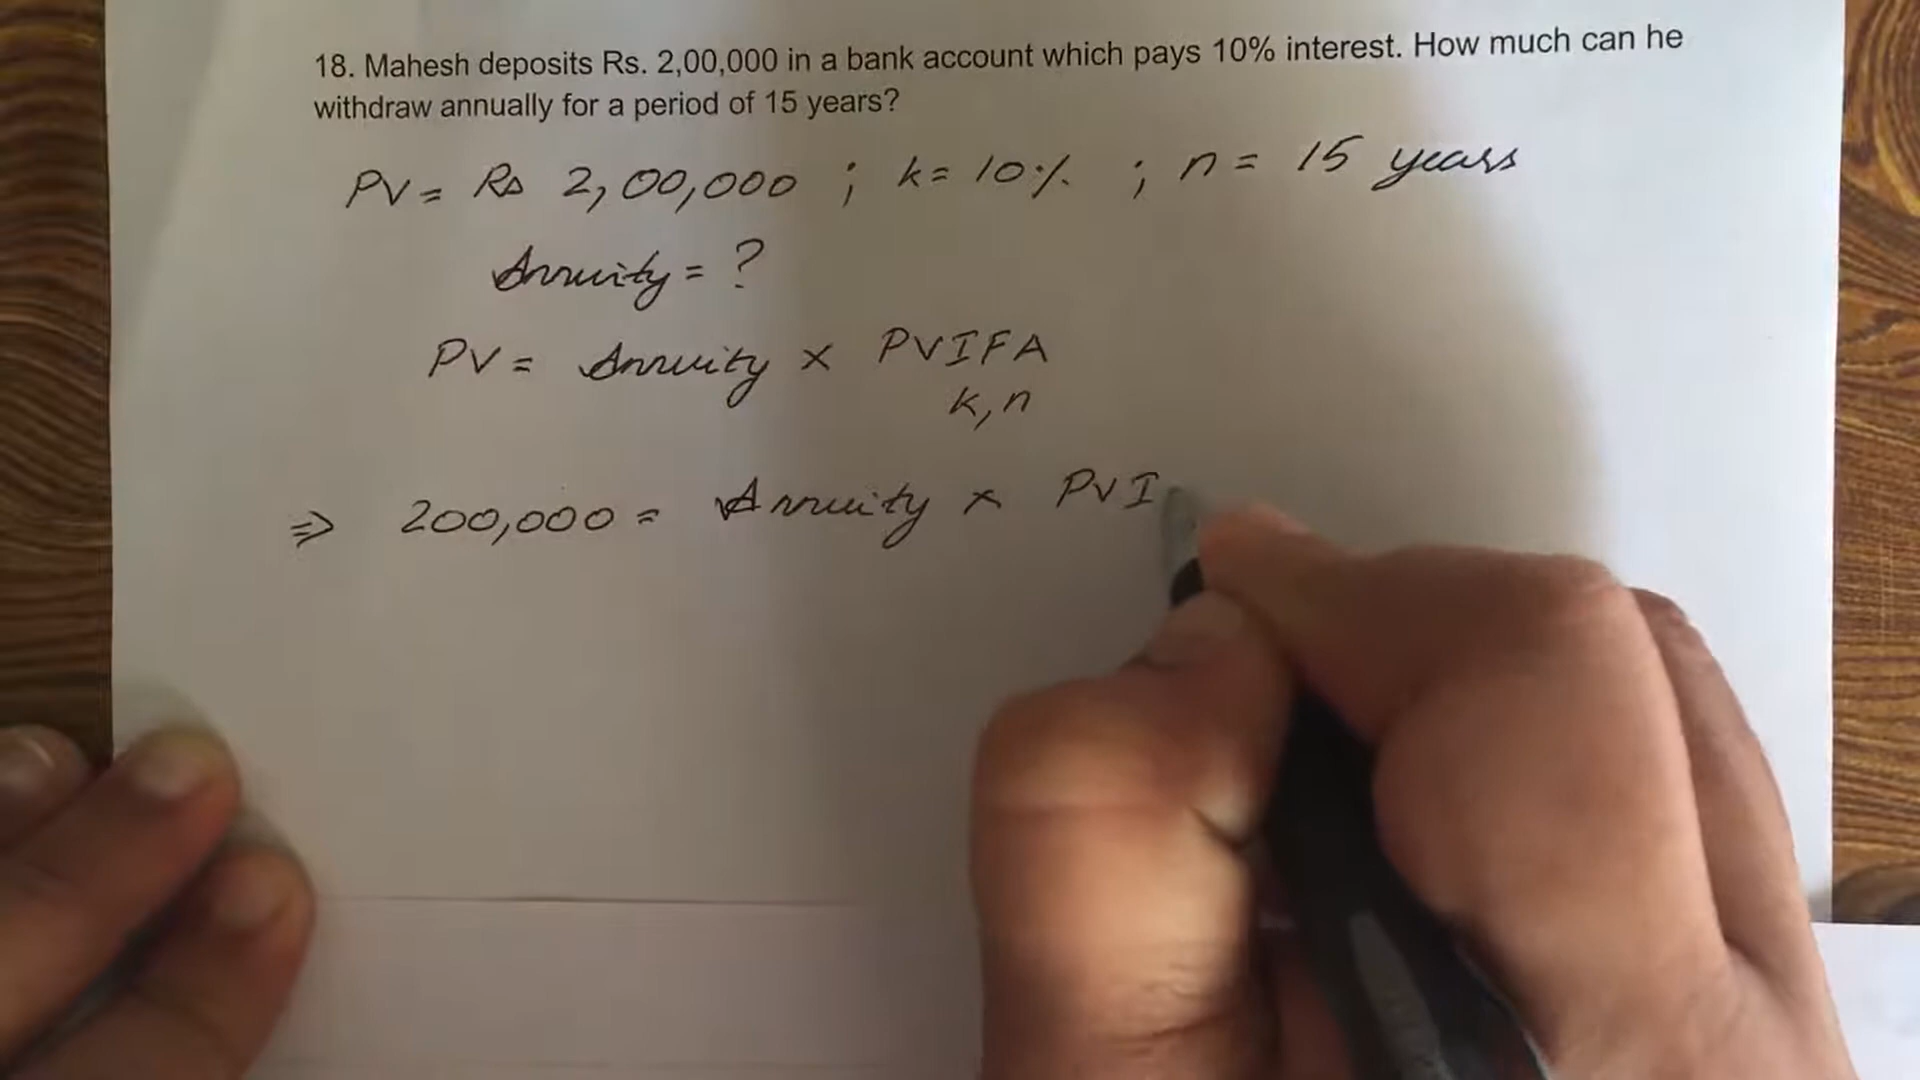 18. Mahesh deposits Rs. 2,00,000 in a bank account which pays 10% interest. How much can he
withdraw annually for a period of 15 years?
PV = Rs 2,00,000 ; k = 10% ; n = 15 years
Annuity = ?
PV = Annuity × PVIFA
k, n
⇒ 200,000 = Annuity × PVI